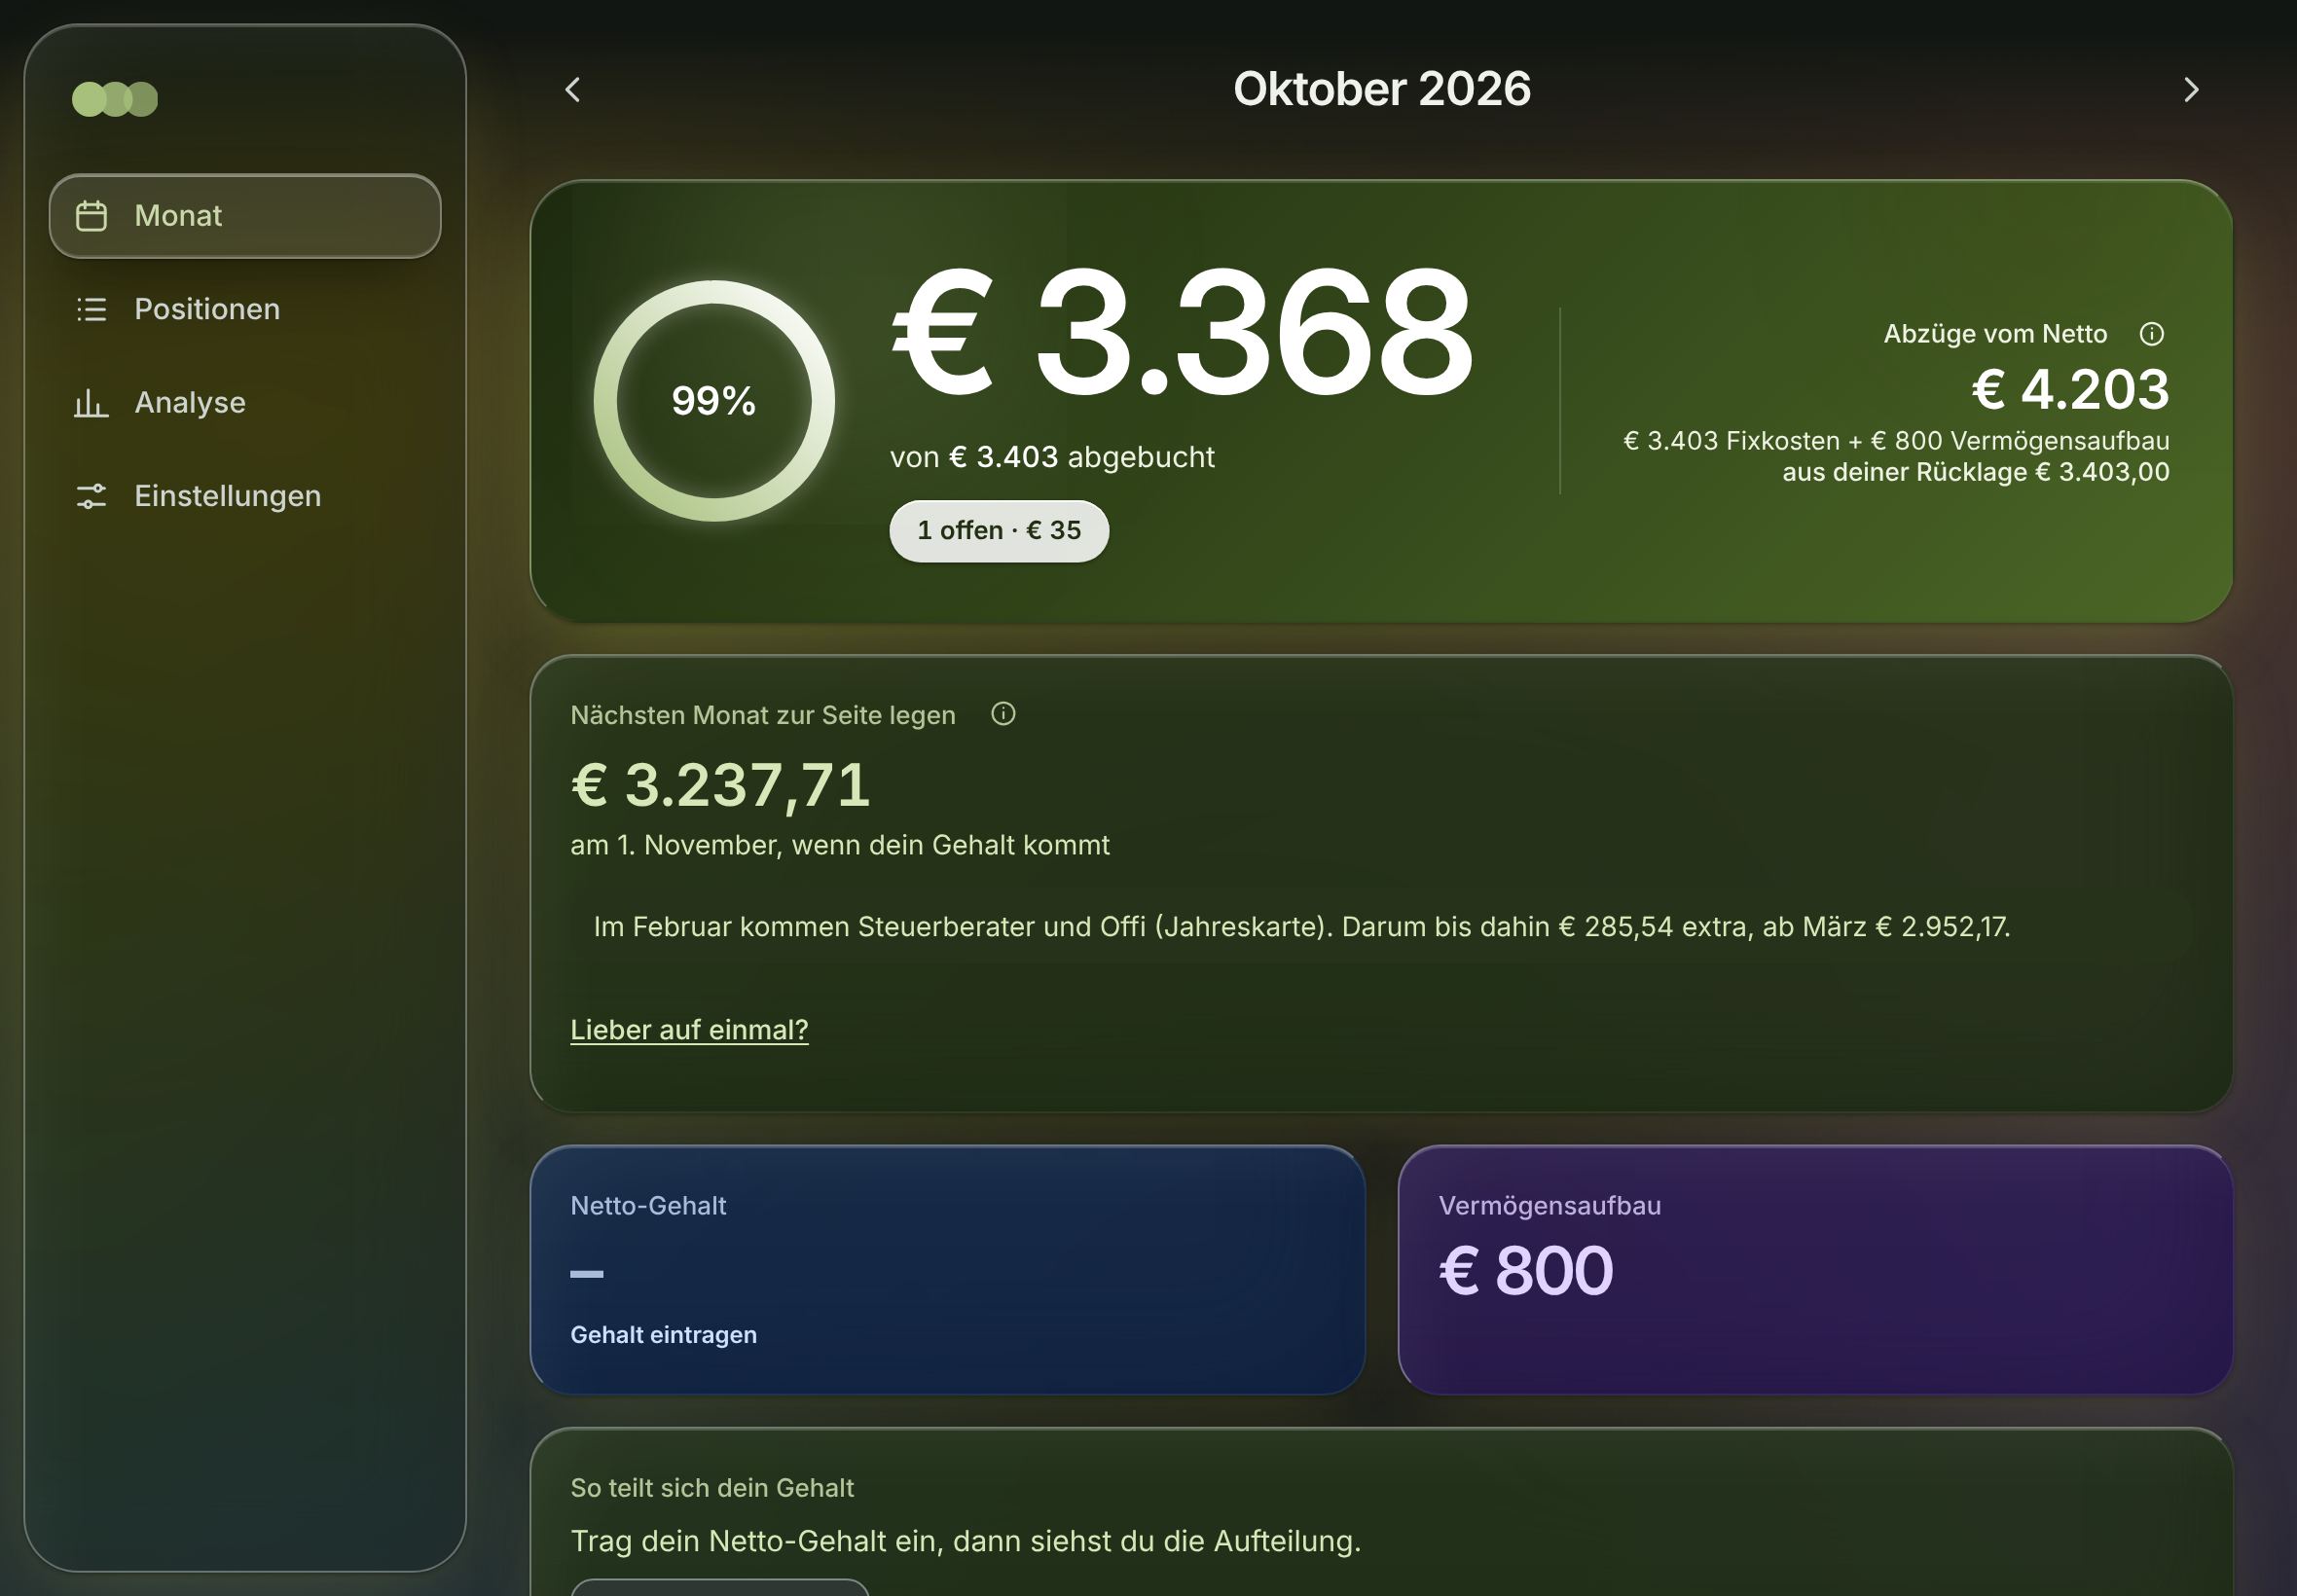 Oktober 2026
Monat
Positionen
Analyse
Einstellungen
99%
€ 3.368
von € 3.403 abgebucht
1 offen · € 35
Abzüge vom Netto
€ 4.203
€ 3.403 Fixkosten + € 800 Vermögensaufbau
aus deiner Rücklage € 3.403,00
Nächsten Monat zur Seite legen
€ 3.237,71
am 1. November, wenn dein Gehalt kommt
Im Februar kommen Steuerberater und Offi (Jahreskarte). Darum bis dahin € 285,54 extra, ab März € 2.952,17.
Lieber auf einmal?
Netto-Gehalt
–
Gehalt eintragen
Vermögensaufbau
€ 800
So teilt sich dein Gehalt
Trag dein Netto-Gehalt ein, dann siehst du die Aufteilung.